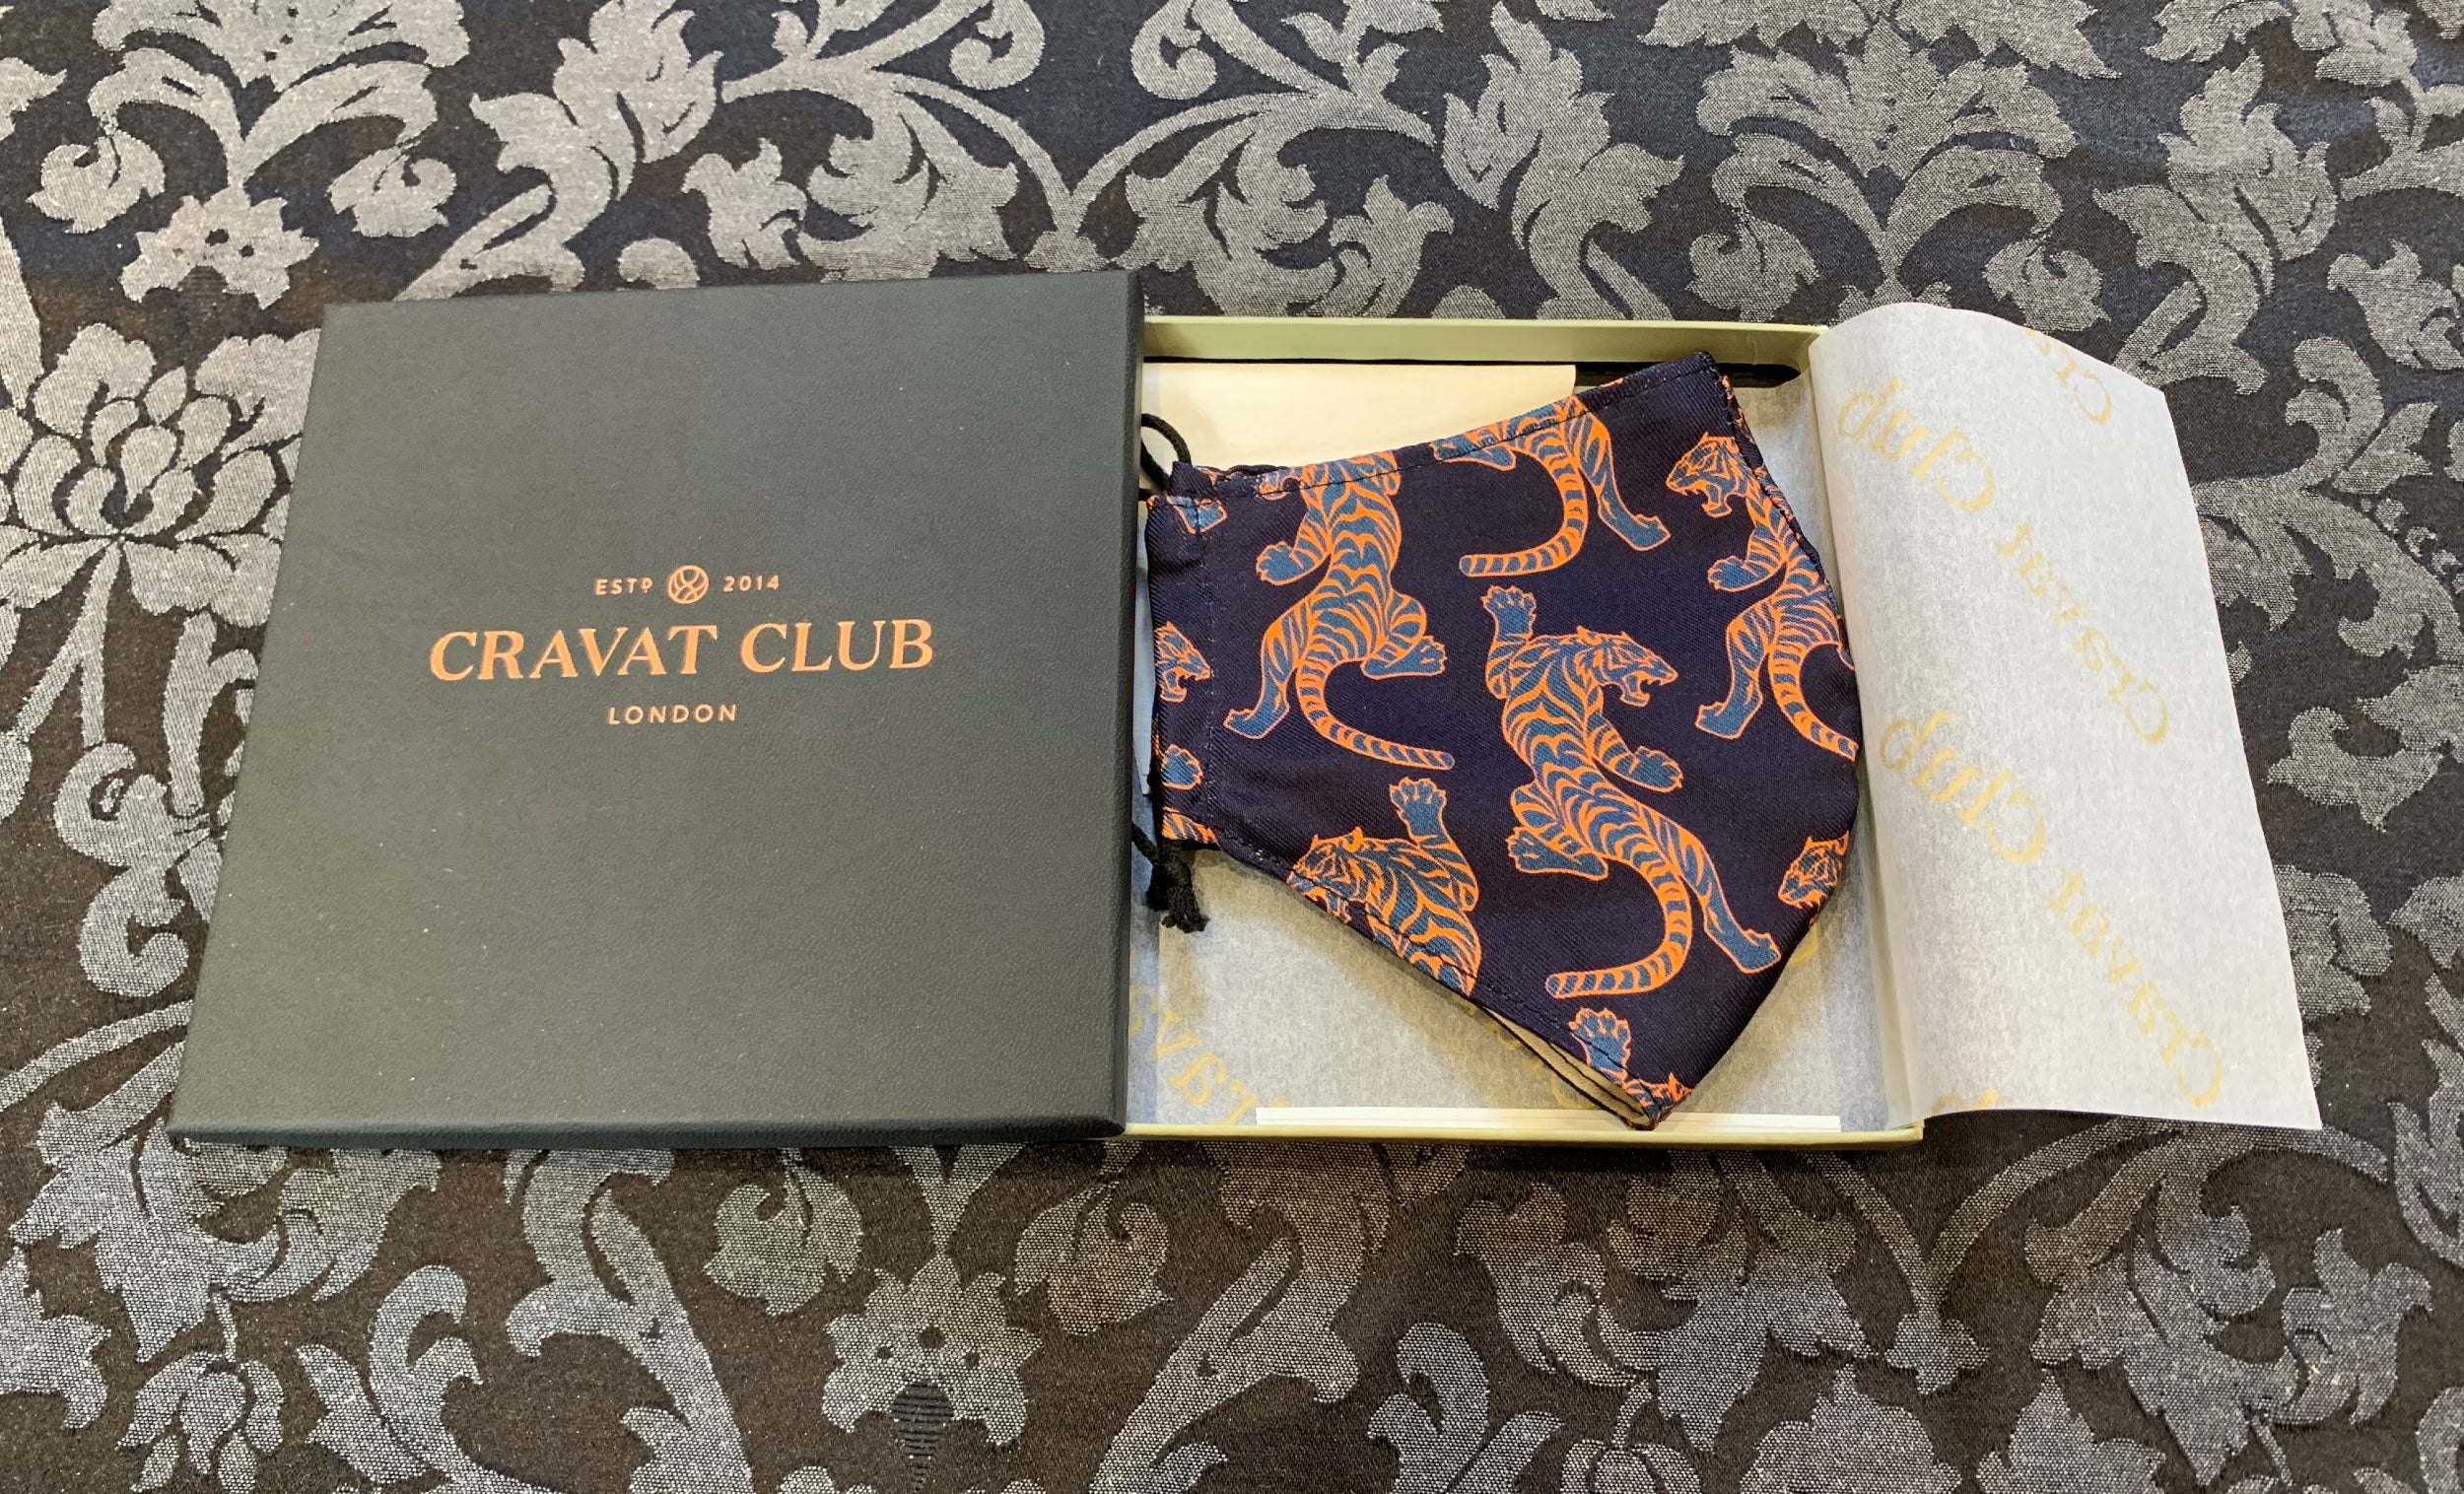 ESTD 2014
CRAVAT CLUB
LONDON
Cravat Club
Cravat Club